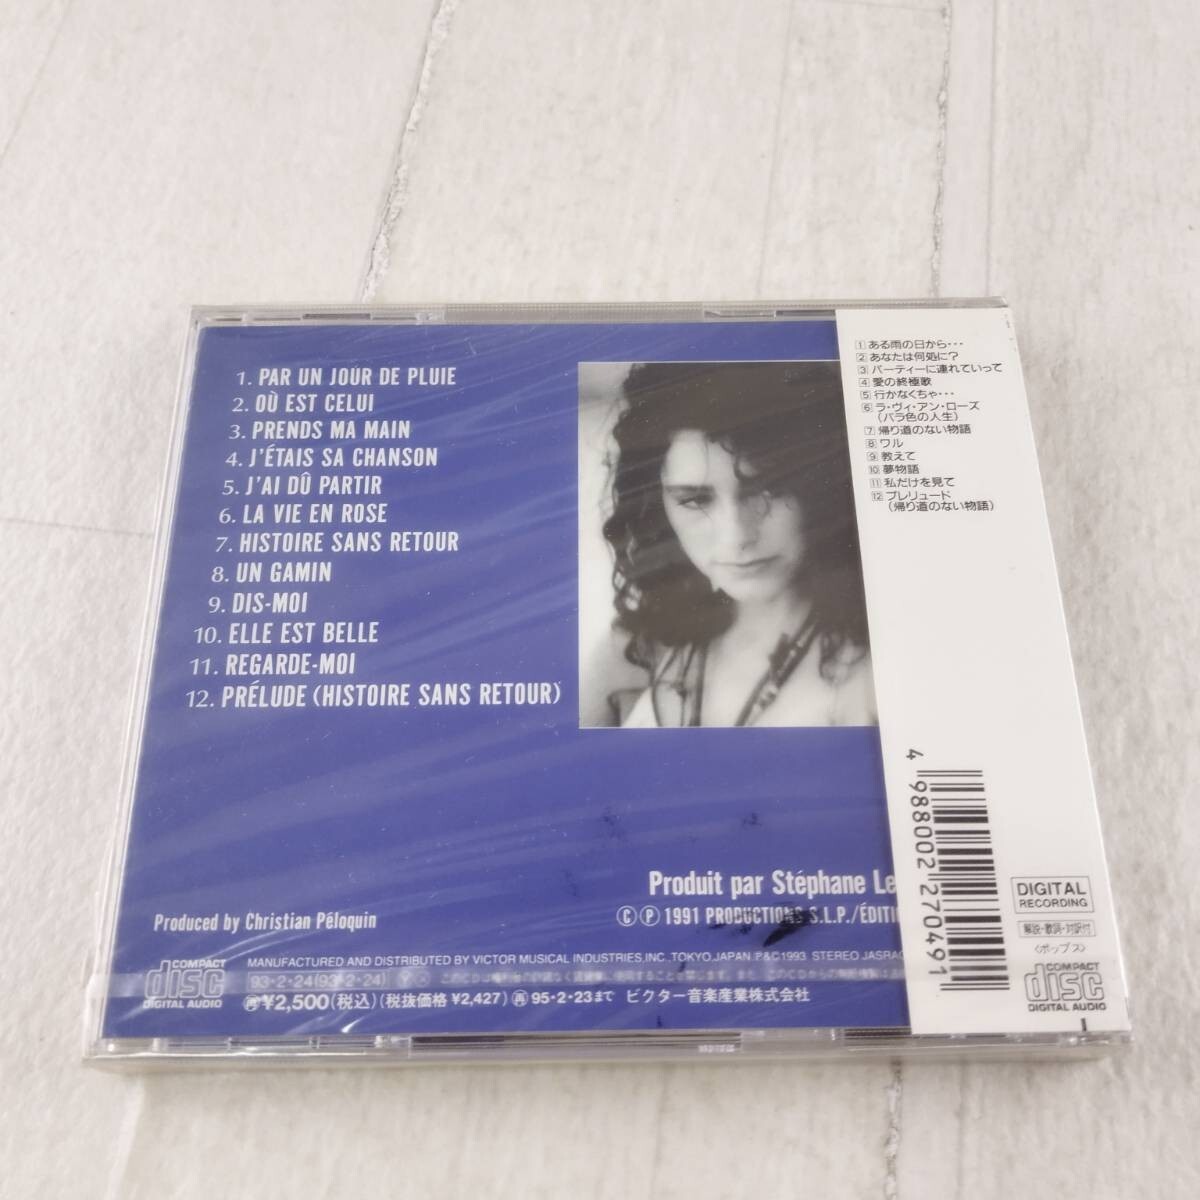 1. PAR UN JOUR DE PLUIE
2. OÙ EST CELUI
3. PRENDS MA MAIN
4. J'ÉTAIS SA CHANSON
5. J'AI DÛ PARTIR
6. LA VIE EN ROSE
7. HISTOIRE SANS RETOUR
8. UN GAMIN
9. DIS-MOI
10. ELLE EST BELLE
11. REGARDE-MOI
12. PRÉLUDE (HISTOIRE SANS RETOUR)
Produit par Stéphane Le
Produced by Christian Péloquin
Ⓒ Ⓟ 1991 PRODUCTIONS S.L.P./ÉDITIO
COMPACT
disc
DIGITAL AUDIO
MANUFACTURED AND DISTRIBUTED BY VICTOR MUSICAL INDUSTRIES, INC. TOKYO, JAPAN P&C1993 STEREO JASRAC
93・2・24(93・2・24)
¥2,500(税込)(税抜価格 ¥2,427) 再 95・2・23まで ビクター音楽産業株式会社
1 ある雨の日から・・・
2 あなたは何処に?
3 パーティーに連れていって
4 愛の終極歌
5 行かなくちゃ・・・
6 ラ・ヴィ・アン・ローズ
(バラ色の人生)
7 帰り道のない物語
8 ワル
9 教えて
10 夢物語
11 私だけを見て
12 プレリュード
(帰り道のない物語)
4 988002 270491
DIGITAL
RECORDING
解説・歌詞・対訳付
<ポップス>
COMPACT
disc
DIGITAL AUDIO